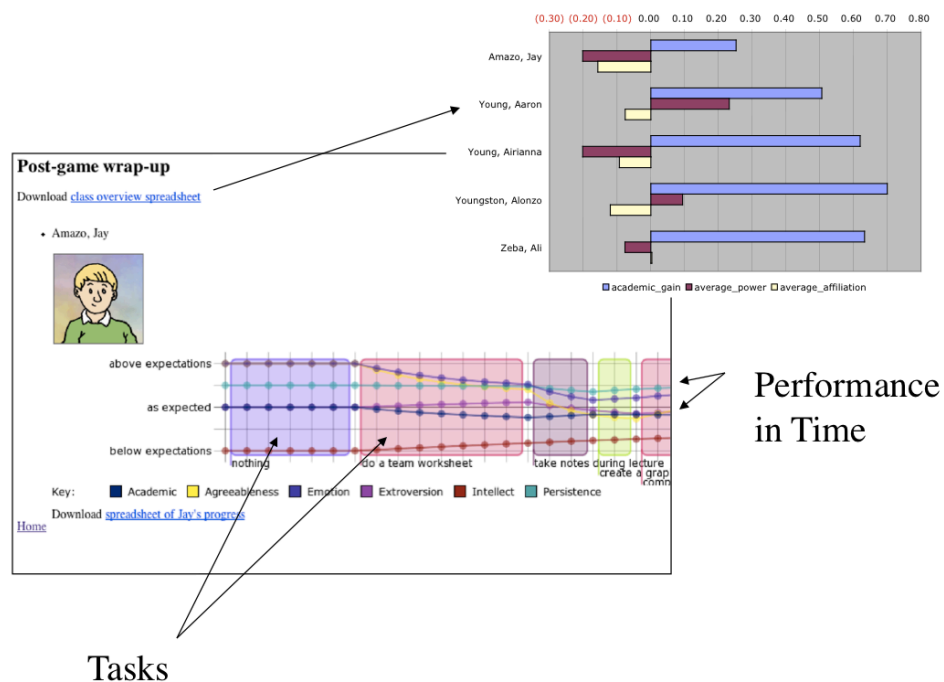 (0.30) (0.20) (0.10) 0.00 0.10 0.20 0.30 0.40 0.50 0.60 0.70 0.80
Amazo, Jay
Young, Aaron
Young, Airianna
Youngston, Alonzo
Zeba, Ali
academic_gain average_power average_affiliation
Post-game wrap-up
Download class overview spreadsheet
• Amazo, Jay
above expectations
as expected
below expectations
nothing
do a team worksheet
take notes during lecture
create a grap
comp
Key: Academic Agreeableness Emotion Extroversion Intellect Persistence
Download spreadsheet of Jay's progress
Home
Performance
in Time
Tasks